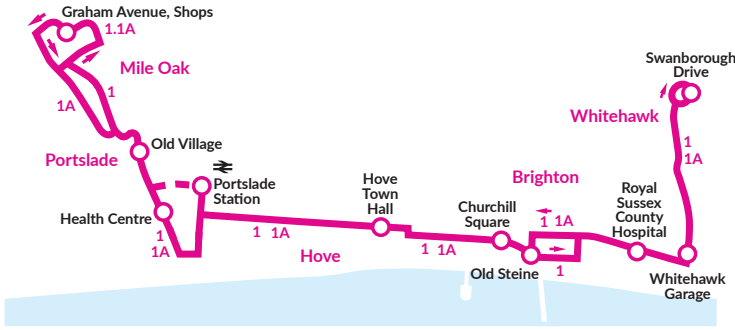 Graham Avenue, Shops
1.1A
Mile Oak
1
1A
Old Village
Portslade
Portslade
Station
Health Centre
1
1A
1 1A
Hove
Hove
Town
Hall
1 1A
Churchill
Square
Old Steine
Brighton
1 1A
1
Royal
Sussex
County
Hospital
Whitehawk
Garage
1
1A
Whitehawk
Swanborough
Drive